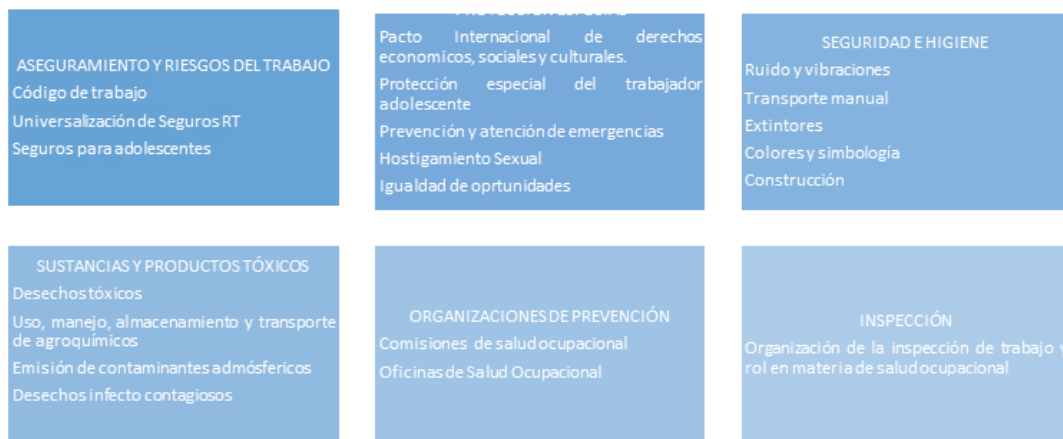 ASEGURAMIENTO Y RIESGOS DEL TRABAJO
Código de trabajo
Universalización de Seguros RT
Seguros para adolescentes
Pacto Internacional de derechos
economicos, sociales y culturales.
Protección especial del trabajador
adolescente
Prevención y atención de emergencias
Hostigamiento Sexual
Igualdad de oprtunidades
SEGURIDAD E HIGIENE
Ruido y vibraciones
Transporte manual
Extintores
Colores y simbología
Construcción
SUSTANCIAS Y PRODUCTOS TÓXICOS
Desechos tóxicos
Uso, manejo, almacenamiento y transporte
de agroquímicos
Emisión de contaminantes admósfericos
Desechos infecto contagiosos
ORGANIZACIONES DE PREVENCIÓN
Comisiones de salud ocupacional
Oficinas de Salud Ocupacional
INSPECCIÓN
Organización de la inspección de trabajo y
rol en materia de salud ocupacional